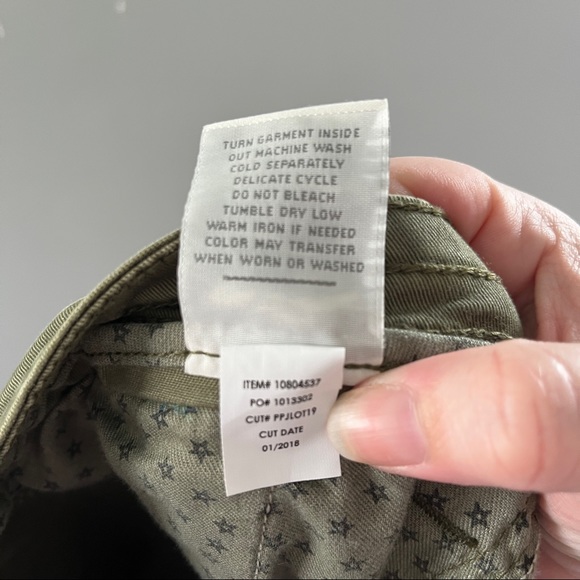 TURN GARMENT INSIDE
OUT MACHINE WASH
COLD SEPARATELY
DELICATE CYCLE
DO NOT BLEACH
TUMBLE DRY LOW
WARM IRON IF NEEDED
COLOR MAY TRANSFER
WHEN WORN OR WASHED
ITEM# 10804537
PO# 1013302
CUT# PPJLOT19
CUT DATE
01/2018